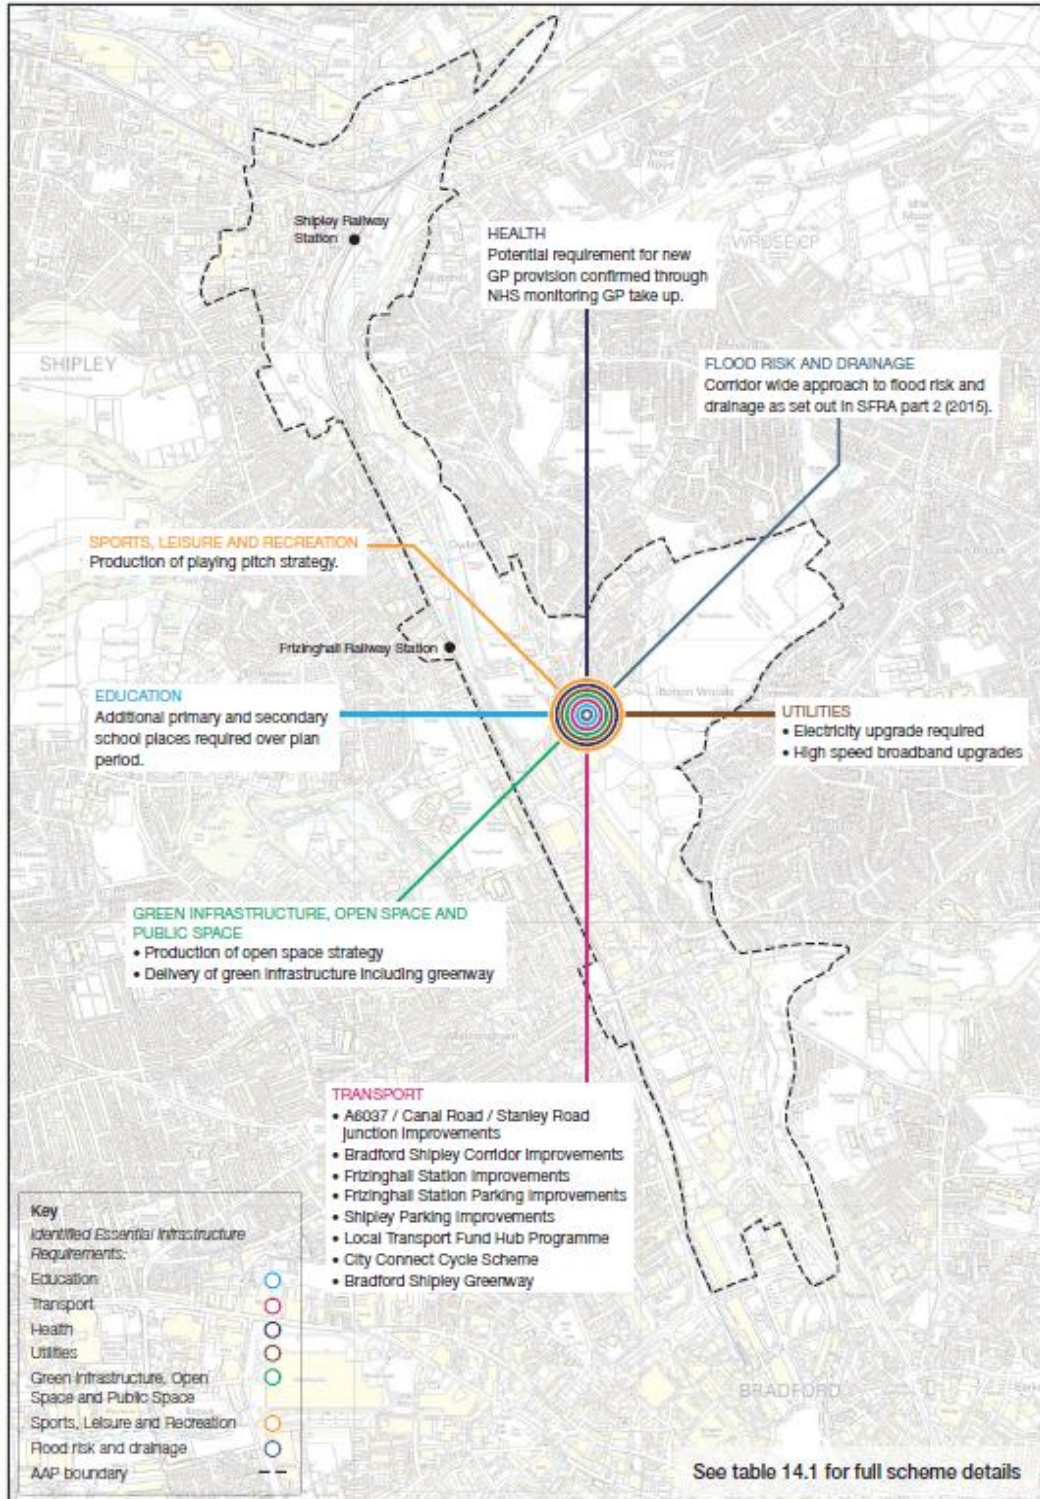 Shipley Railway
Station
HEALTH
Potential requirement for new
GP provision confirmed through
NHS monitoring GP take up.
WROSE CP
SHIPLEY
FLOOD RISK AND DRAINAGE
Corridor wide approach to flood risk and
drainage as set out in SFRA part 2 (2015).
SPORTS, LEISURE AND RECREATION
Production of playing pitch strategy.
Frizinghall Railway Station
EDUCATION
Additional primary and secondary
school places required over plan
period.
Bolton Woods
UTILITIES
• Electricity upgrade required
• High speed broadband upgrades
GREEN INFRASTRUCTURE, OPEN SPACE AND
PUBLIC SPACE
• Production of open space strategy
• Delivery of green infrastructure including greenway
TRANSPORT
• A6037 / Canal Road / Stanley Road
junction improvements
• Bradford Shipley Corridor Improvements
• Frizinghall Station Improvements
• Frizinghall Station Parking Improvements
• Shipley Parking Improvements
• Local Transport Fund Hub Programme
• City Connect Cycle Scheme
• Bradford Shipley Greenway
Key
Identified Essential Infrastructure
Requirements:
Education
Transport
Health
Utilities
Green Infrastructure, Open
Space and Public Space
Sports, Leisure and Recreation
Flood risk and drainage
AAP boundary
BRADFORD
See table 14.1 for full scheme details